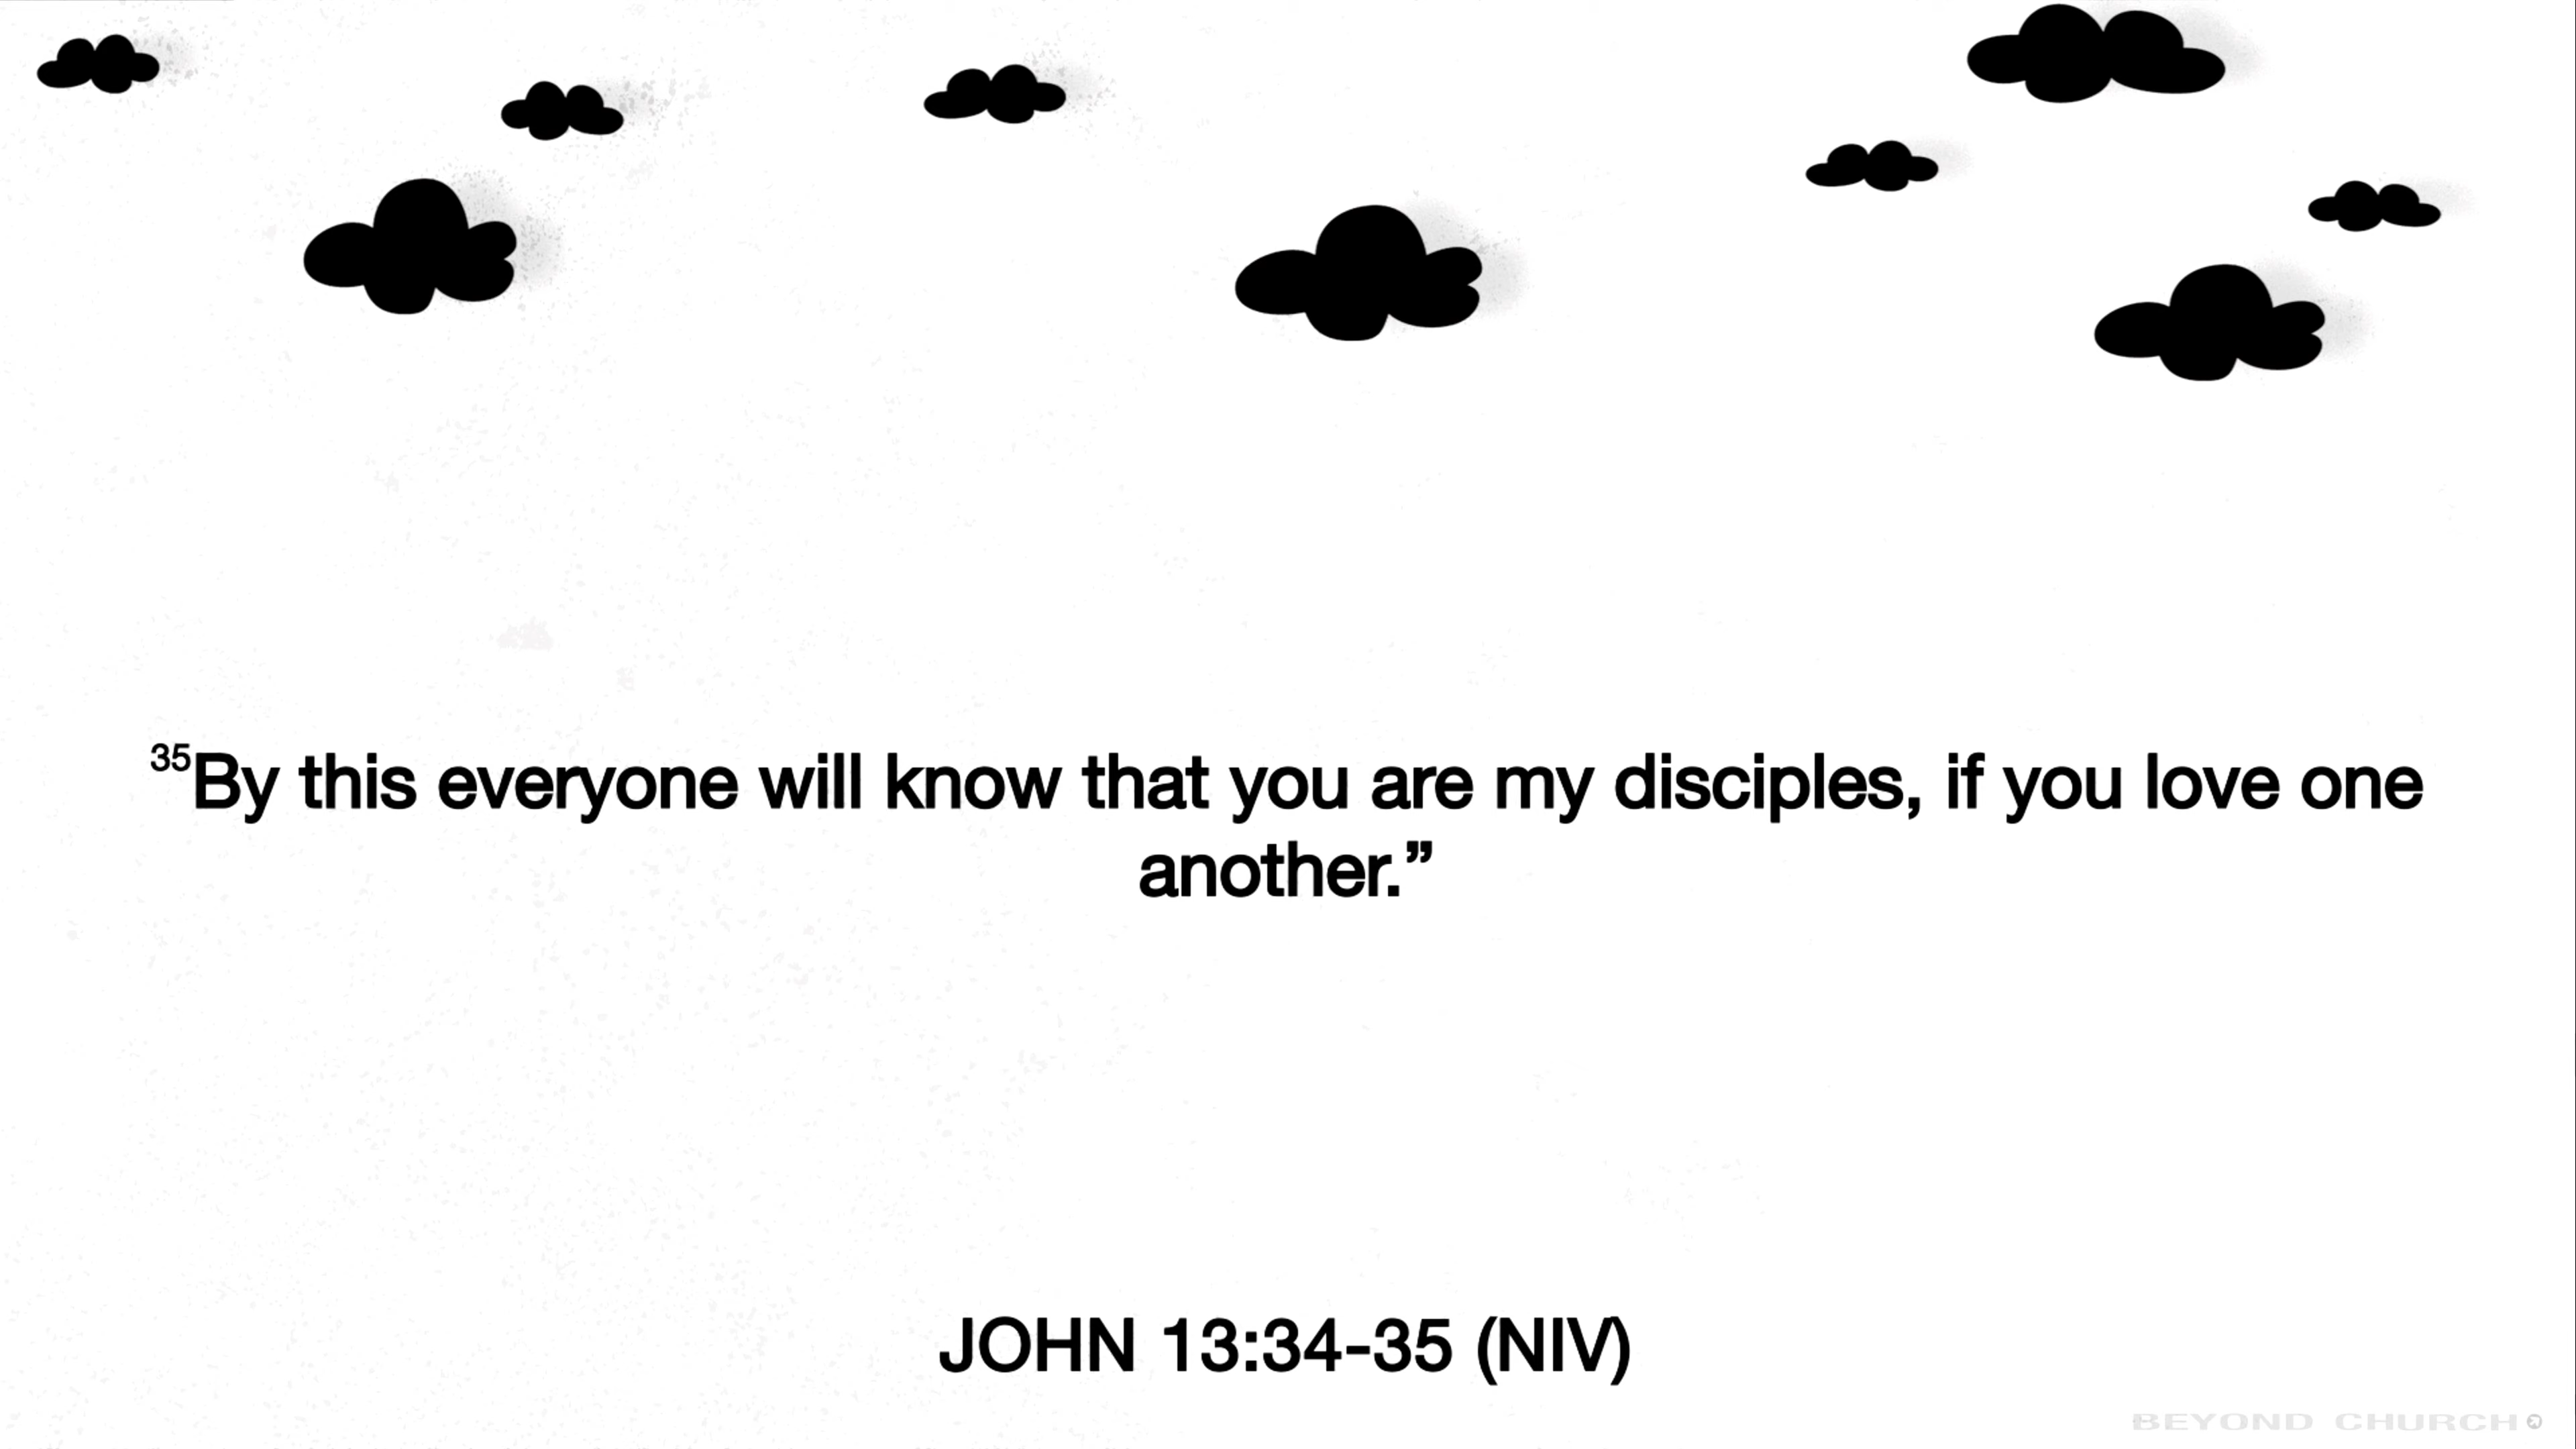 ³⁵By this everyone will know that you are my disciples, if you love one
another.”
JOHN 13:34-35 (NIV)
BEYOND CHURCH